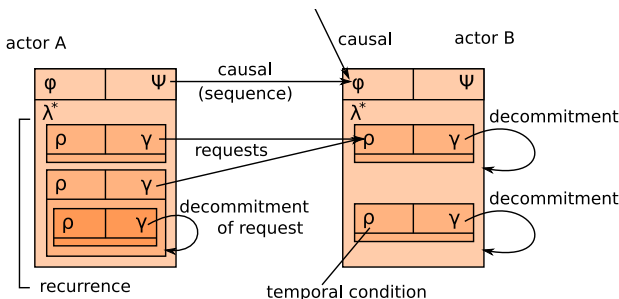 causal
actor A
actor B
φ Ψ
causal
(sequence)
φ Ψ
λ*
λ*
ρ γ
requests
ρ γ
decommitment
ρ γ
ρ γ
decommitment
of request
ρ γ
decommitment
recurrence
temporal condition